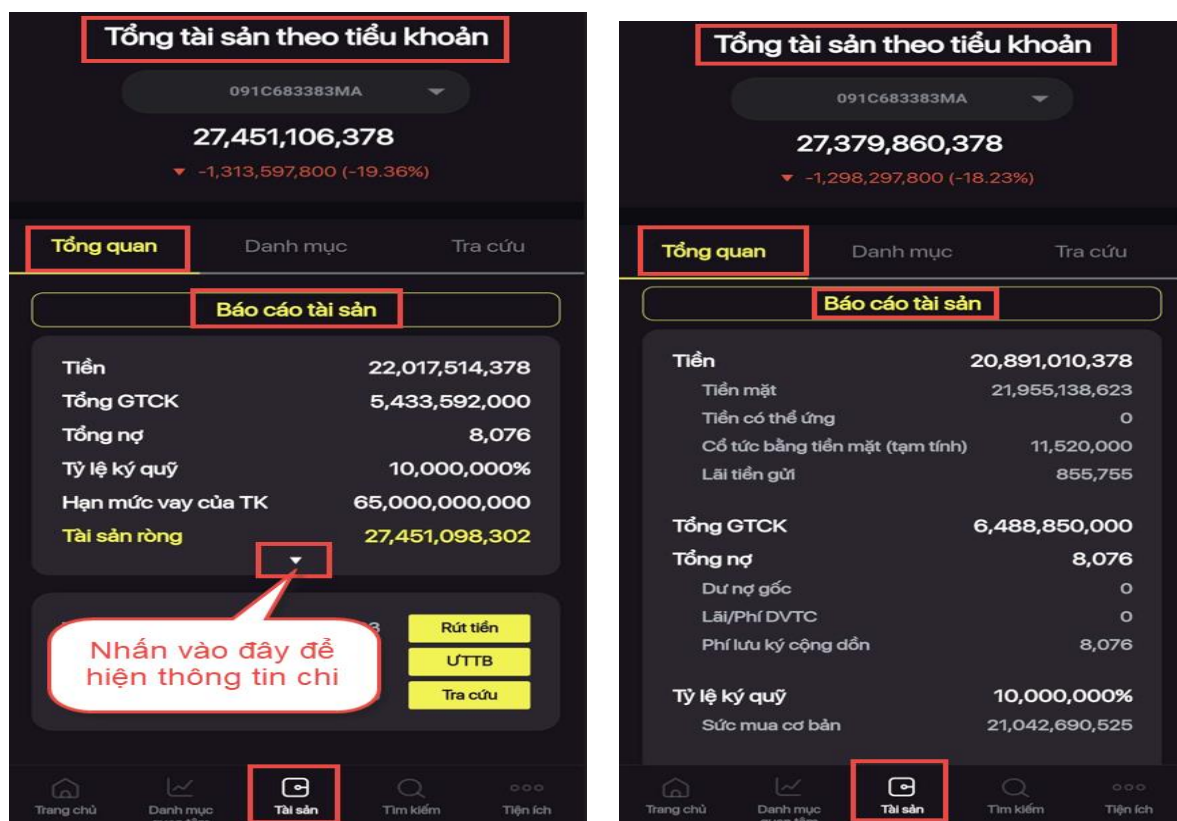 Tổng tài sản theo tiểu khoản
091C683383MA
27,451,106,378
-1,313,597,800 (-19.36%)
Tổng quan Danh mục Tra cứu
Báo cáo tài sản
Tiền 22,017,514,378
Tổng GTCK 5,433,592,000
Tổng nợ 8,076
Tỷ lệ ký quỹ 10,000,000%
Hạn mức vay của TK 65,000,000,000
Tài sản ròng 27,451,098,302
Nhấn vào đây để
hiện thông tin chi
3
Rút tiền
ƯTTB
Tra cứu
Trang chủ Danh mục Tài sản Tìm kiếm Tiện ích
quan tâm
Tổng tài sản theo tiểu khoản
091C683383MA
27,379,860,378
-1,298,297,800 (-18.23%)
Tổng quan Danh mục Tra cứu
Báo cáo tài sản
Tiền 20,891,010,378
Tiền mặt 21,955,138,623
Tiền có thể ứng 0
Cổ tức bằng tiền mặt (tạm tính) 11,520,000
Lãi tiền gửi 855,755
Tổng GTCK 6,488,850,000
Tổng nợ 8,076
Dư nợ gốc 0
Lãi/Phí DVTC 0
Phí lưu ký cộng dồn 8,076
Tỷ lệ ký quỹ 10,000,000%
Sức mua cơ bản 21,042,690,525
Trang chủ Danh mục Tài sản Tìm kiếm Tiện ích
quan tâm